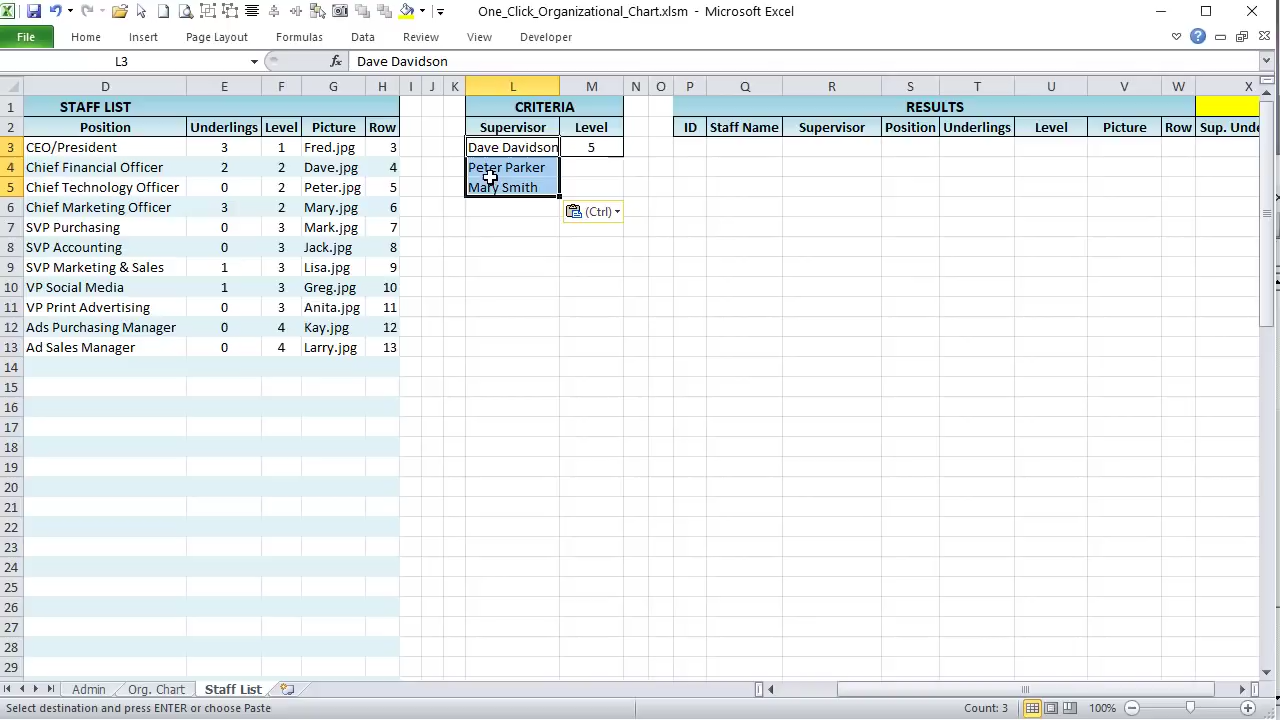 One_Click_Organizational_Chart.xlsm - Microsoft Excel
File Home Insert Page Layout Formulas Data Review View Developer
L3 fx Dave Davidson
D E F G H I J K L M N O P Q R S T U V W X
1 STAFF LIST CRITERIA RESULTS
2 Position Underlings Level Picture Row Supervisor Level ID Staff Name Supervisor Position Underlings Level Picture Row Sup. Unde
3 CEO/President 3 1 Fred.jpg 3 Dave Davidson 5
4 Chief Financial Officer 2 2 Dave.jpg 4 Peter Parker
5 Chief Technology Officer 0 2 Peter.jpg 5 Mary Smith
6 Chief Marketing Officer 3 2 Mary.jpg 6
7 SVP Purchasing 0 3 Mark.jpg 7 (Ctrl)
8 SVP Accounting 0 3 Jack.jpg 8
9 SVP Marketing & Sales 1 3 Lisa.jpg 9
10 VP Social Media 1 3 Greg.jpg 10
11 VP Print Advertising 0 3 Anita.jpg 11
12 Ads Purchasing Manager 0 4 Kay.jpg 12
13 Ad Sales Manager 0 4 Larry.jpg 13
14
15
16
17
18
19
20
21
22
23
24
25
26
27
28
29
Admin Org. Chart Staff List
Select destination and press ENTER or choose Paste Count: 3 100%